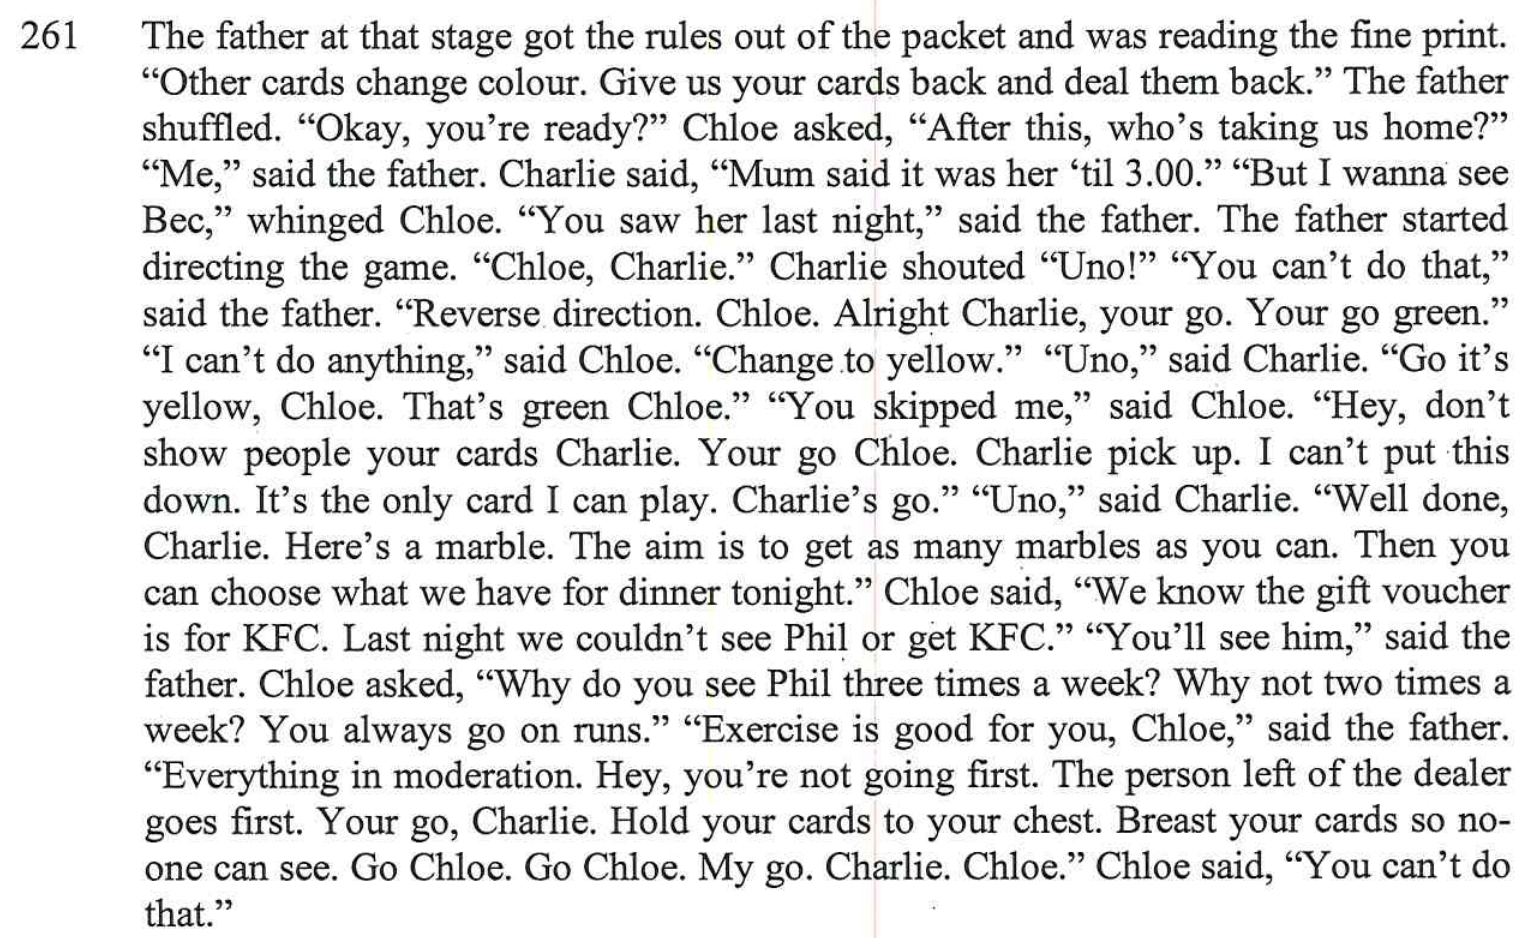 261 The father at that stage got the rules out of the packet and was reading the fine print.
“Other cards change colour. Give us your cards back and deal them back.” The father
shuffled. “Okay, you’re ready?” Chloe asked, “After this, who’s taking us home?”
“Me,” said the father. Charlie said, “Mum said it was her ‘til 3.00.” “But I wanna see
Bec,” whinged Chloe. “You saw her last night,” said the father. The father started
directing the game. “Chloe, Charlie.” Charlie shouted “Uno!” “You can’t do that,”
said the father. “Reverse direction. Chloe. Alright Charlie, your go. Your go green.”
“I can’t do anything,” said Chloe. “Change to yellow.” “Uno,” said Charlie. “Go it’s
yellow, Chloe. That’s green Chloe.” “You skipped me,” said Chloe. “Hey, don’t
show people your cards Charlie. Your go Chloe. Charlie pick up. I can’t put this
down. It’s the only card I can play. Charlie’s go.” “Uno,” said Charlie. “Well done,
Charlie. Here’s a marble. The aim is to get as many marbles as you can. Then you
can choose what we have for dinner tonight.” Chloe said, “We know the gift voucher
is for KFC. Last night we couldn’t see Phil or get KFC.” “You’ll see him,” said the
father. Chloe asked, “Why do you see Phil three times a week? Why not two times a
week? You always go on runs.” “Exercise is good for you, Chloe,” said the father.
“Everything in moderation. Hey, you’re not going first. The person left of the dealer
goes first. Your go, Charlie. Hold your cards to your chest. Breast your cards so no-
one can see. Go Chloe. Go Chloe. My go. Charlie. Chloe.” Chloe said, “You can’t do
that.”